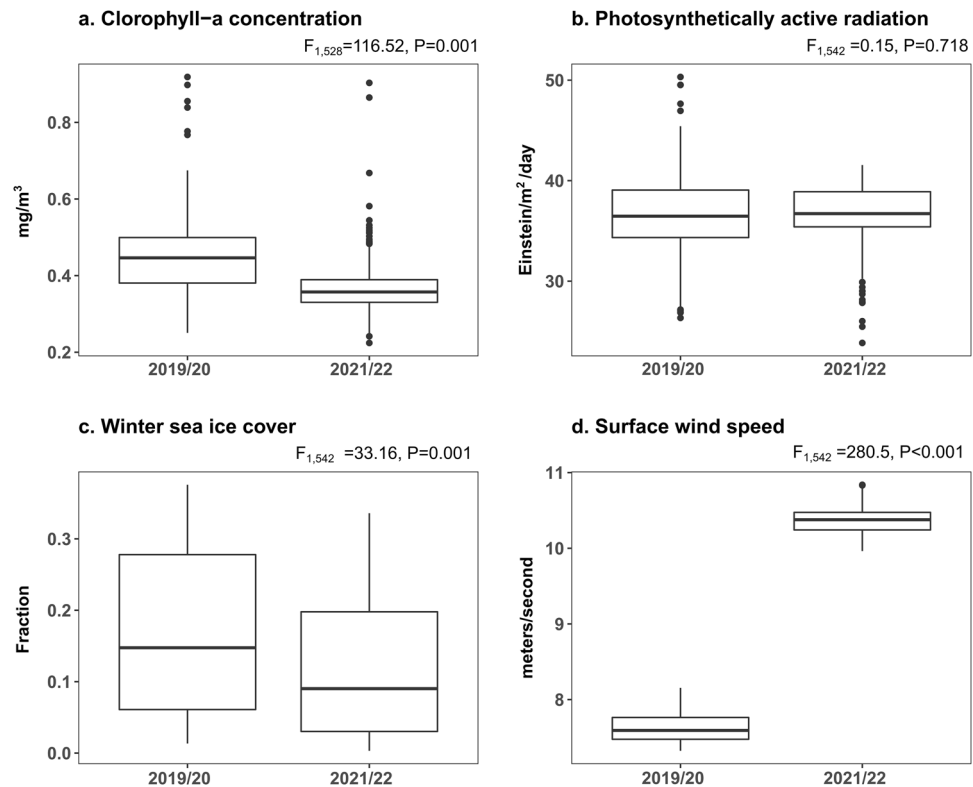 a. Clorophyll−a concentration
F1,528=116.52, P=0.001
mg/m3
0.8
0.6
0.4
0.2
2019/20
2021/22
b. Photosynthetically active radiation
F1,542 =0.15, P=0.718
Einstein/m2 /day
50
40
30
2019/20
2021/22
c. Winter sea ice cover
F1,542 =33.16, P=0.001
Fraction
0.3
0.2
0.1
0.0
2019/20
2021/22
d. Surface wind speed
F1,542 =280.5, P<0.001
meters/second
11
10
9
8
2019/20
2021/22